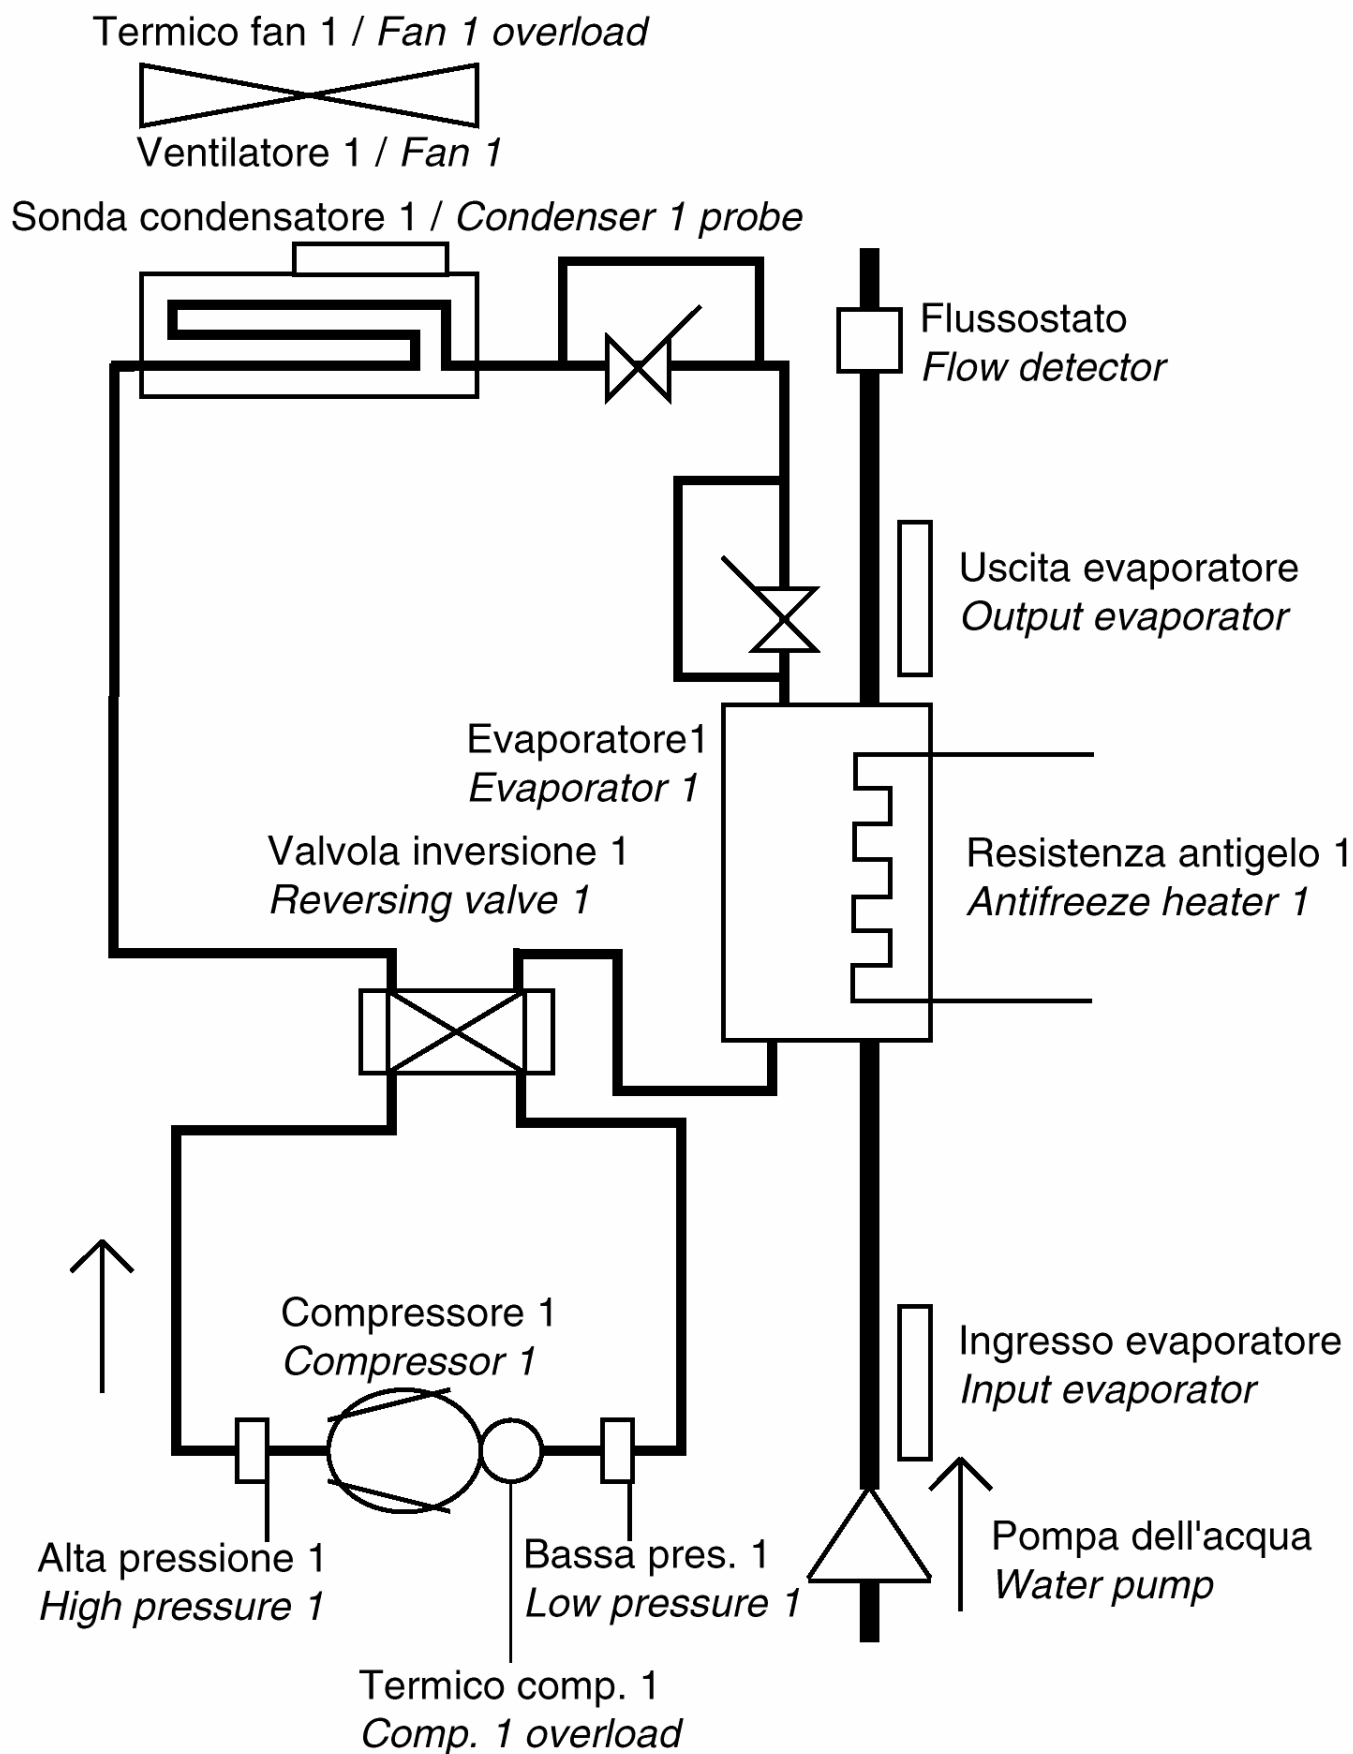 Termico fan 1 / Fan 1 overload
Ventilatore 1 / Fan 1
Sonda condensatore 1 / Condenser 1 probe
Flussostato
Flow detector
Uscita evaporatore
Output evaporator
Evaporatore1
Evaporator 1
Valvola inversione 1
Reversing valve 1
Resistenza antigelo 1
Antifreeze heater 1
Compressore 1
Compressor 1
Ingresso evaporatore
Input evaporator
Alta pressione 1
High pressure 1
Bassa pres. 1
Low pressure 1
Pompa dell'acqua
Water pump
Termico comp. 1
Comp. 1 overload